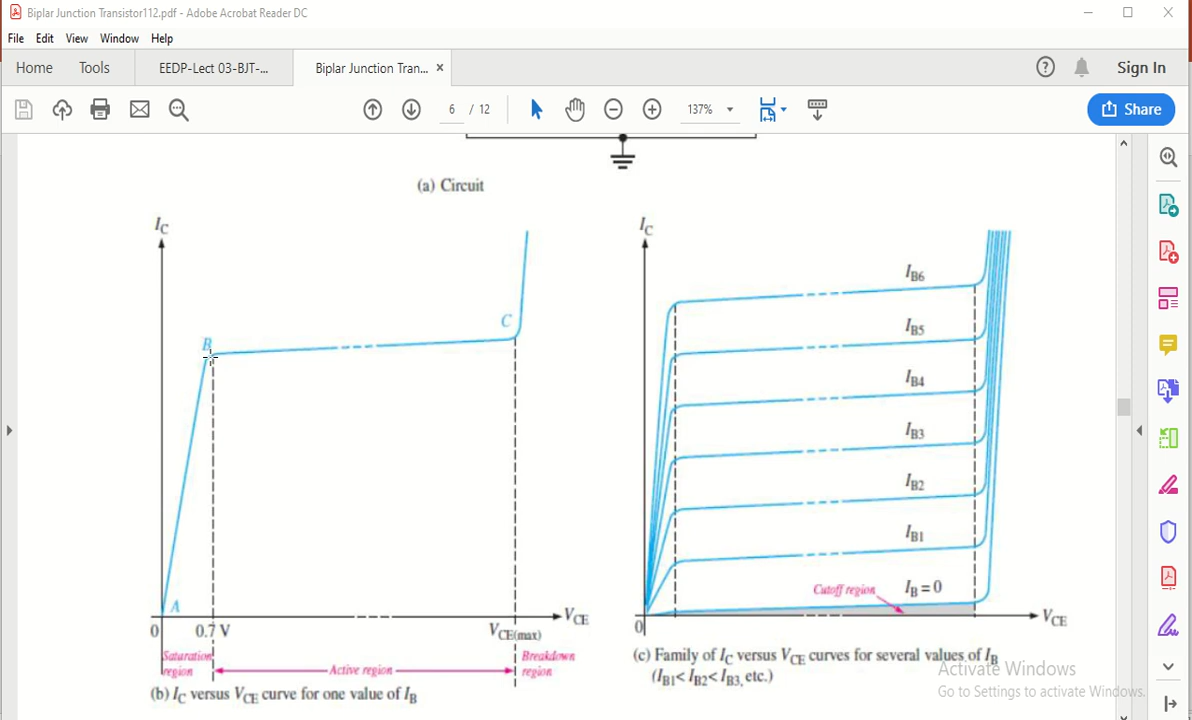 Biplar Junction Transistor112.pdf - Adobe Acrobat Reader DC
File Edit View Window Help
Home Tools EEDP-Lect 03-BJT-... Biplar Junction Tran... × Sign In
6 / 12 137% Share
(a) Circuit
IC
B
C
A
0 0.7 V VCE(max) VCE
Saturation region
Active region
Breakdown region
(b) IC versus VCE curve for one value of IB
IC
IB6
IB5
IB4
IB3
IB2
IB1
Cutoff region IB = 0
0 VCE
(c) Family of IC versus VCE curves for several values of IB
(IB1< IB2< IB3, etc.)
Activate Windows
Go to Settings to activate Windows.